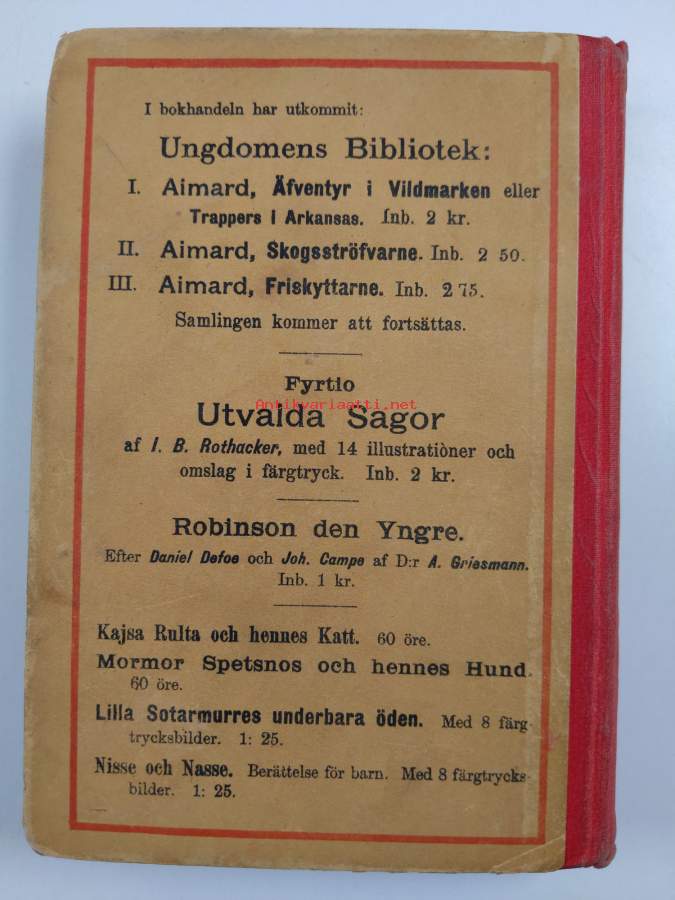 I bokhandeln har utkommit:
Ungdomens Bibliotek:
I. Aimard, Äfventyr i Vildmarken eller
Trappers i Arkansas. Inb. 2 kr.
II. Aimard, Skogsströfvarne. Inb. 2 50.
III. Aimard, Friskyttarne. Inb. 2 75.
Samlingen kommer att fortsättas.
Fyrtio
Antikvariaatti.net
Utvalda Sagor
af I. B. Rothacker, med 14 illustrationer och
omslag i färgtryck. Inb. 2 kr.
Robinson den Yngre.
Efter Daniel Defoe och Joh. Campe af D:r A. Griesmann.
Inb. 1 kr.
Kajsa Rulta och hennes Katt. 60 öre.
Mormor Spetsnos och hennes Hund.
60 öre.
Lilla Sotarmurres underbara öden. Med 8 färg-
trycksbilder. 1: 25.
Nisse och Nasse. Berättelse för barn. Med 8 färgtrycks-
bilder. 1: 25.